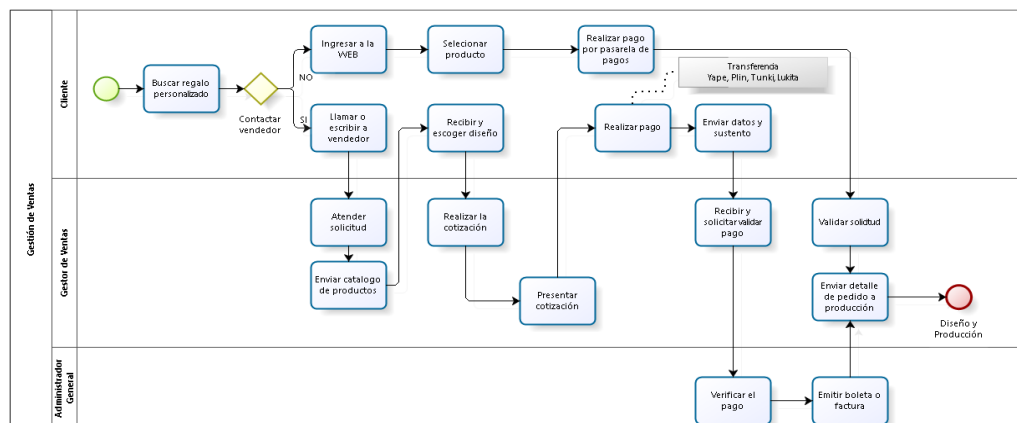 Gestión de Ventas
Cliente
Buscar regalo
personalizado
Contactar
vendedor
NO
SI
Ingresar a la
WEB
Selecionar
producto
Realizar pago
por pasarela de
pagos
Transferencia
Yape, Plin, Tunki, Lukita
Llamar o
escribir a
vendedor
Recibir y
escoger diseño
Realizar pago
Enviar datos y
sustento
Gestor de Ventas
Atender
solicitud
Enviar catalogo
de productos
Realizar la
cotización
Presentar
cotización
Recibir y
solicitar validar
pago
Validar solicitud
Enviar detalle
de pedido a
producción
Diseño y
Producción
Administrador
General
Verificar el
pago
Emitir boleta o
factura